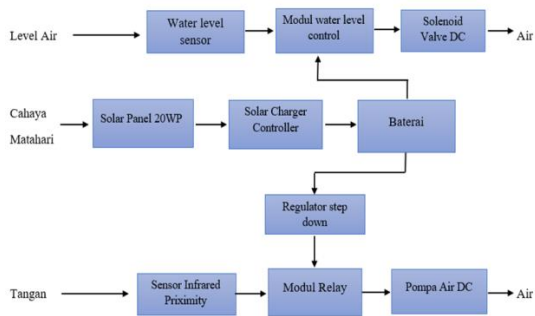 Level Air
Water level
sensor
Modul water level
control
Solenoid
Valve DC
Air
Cahaya
Matahari
Solar Panel 20WP
Solar Charger
Controller
Baterai
Regulator step
down
Tangan
Sensor Infrared
Priximity
Modul Relay
Pompa Air DC
Air